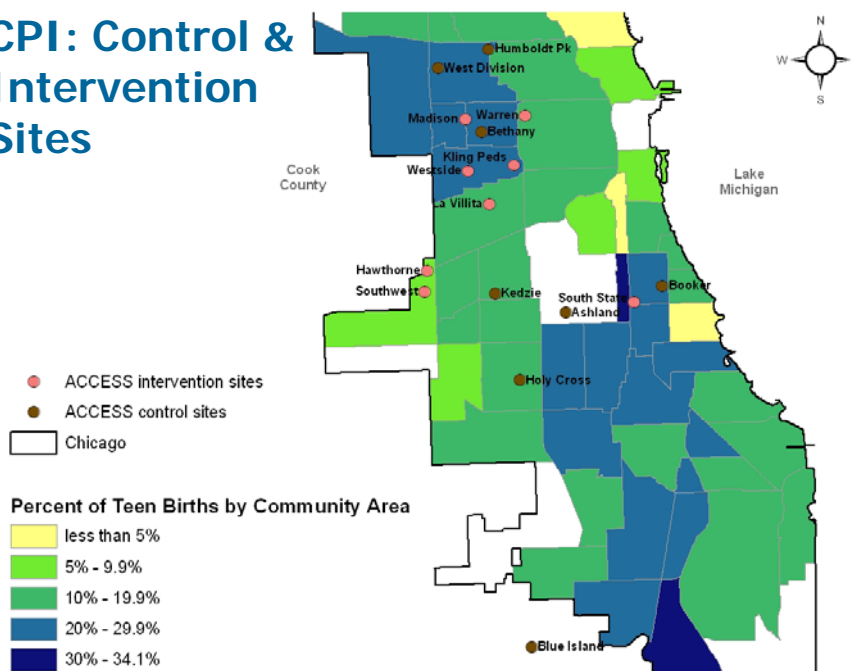 CPI: Control &
Intervention
Sites
N
W
S
Humboldt Pk
West Division
Madison
Warren
Bethany
Kling Peds
Westside
Cook
County
Lake
Michigan
La Villita
Hawthorne
Southwest
Kedzie
South State
Booker
Ashland
Holy Cross
ACCESS intervention sites
ACCESS control sites
Chicago
Percent of Teen Births by Community Area
less than 5%
5% - 9.9%
10% - 19.9%
20% - 29.9%
30% - 34.1%
Blue Island